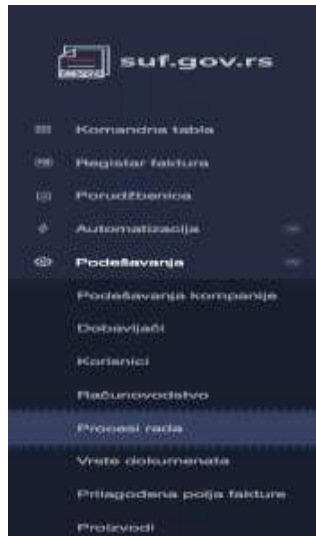 suf.gov.rs
Komandna tabla
Registar faktura
Porudžbenica
Automatizacija
Podešavanja
Podešavanja kompanije
Dobavljači
Korisnici
Računovodstvo
Procesi rada
Vrste dokumenata
Prilagođena polja fakture
Proizvodi